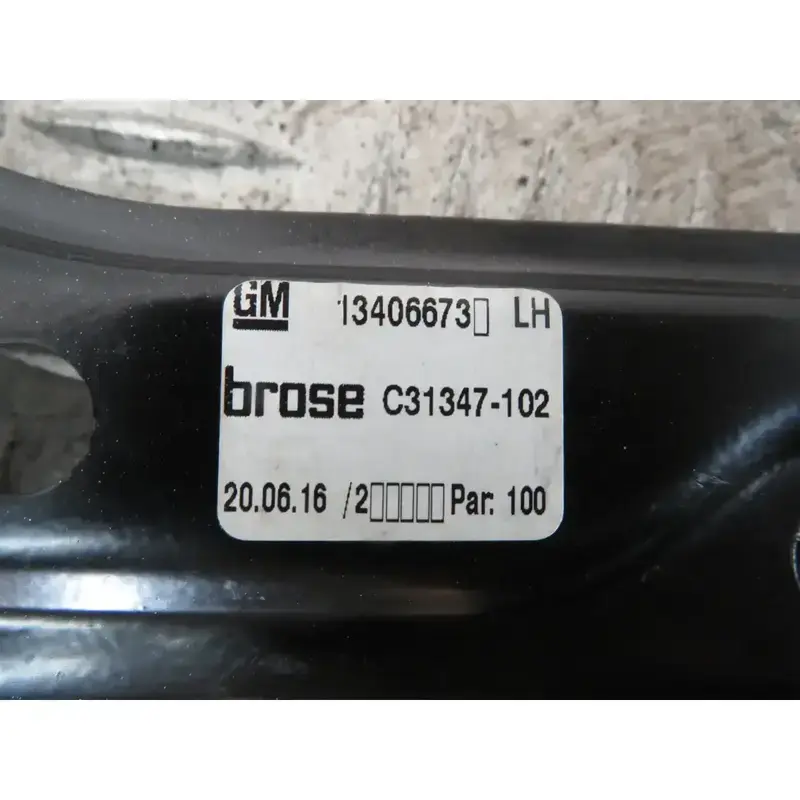 GM 13406673▯ LH
brose C31347-102
20.06.16 /2▯▯▯▯▯ Par: 100